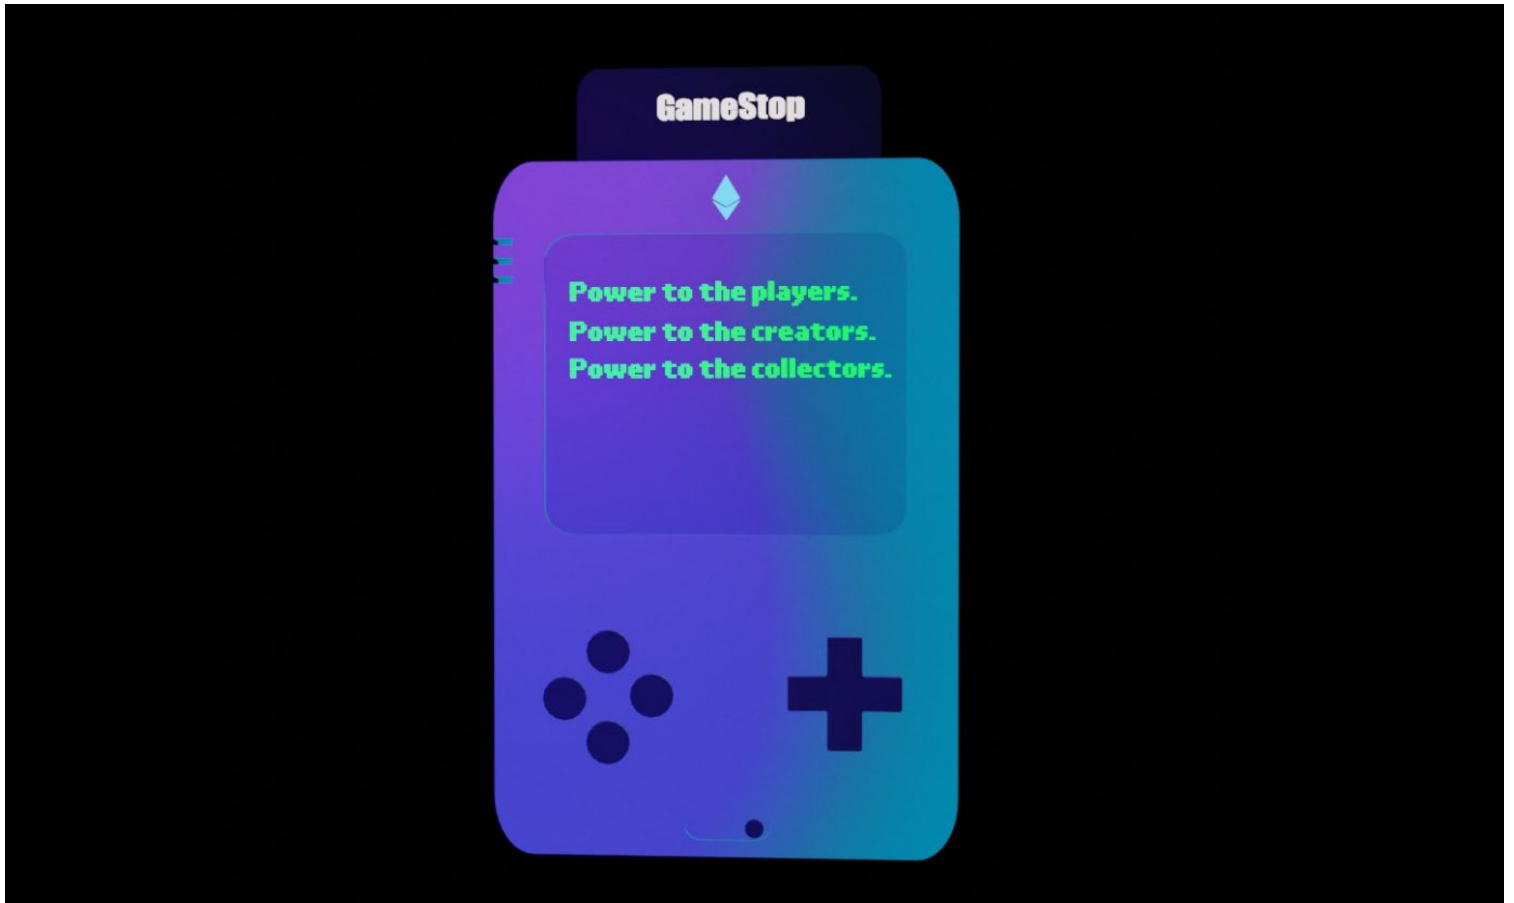 GameStop
Power to the players.
Power to the creators.
Power to the collectors.